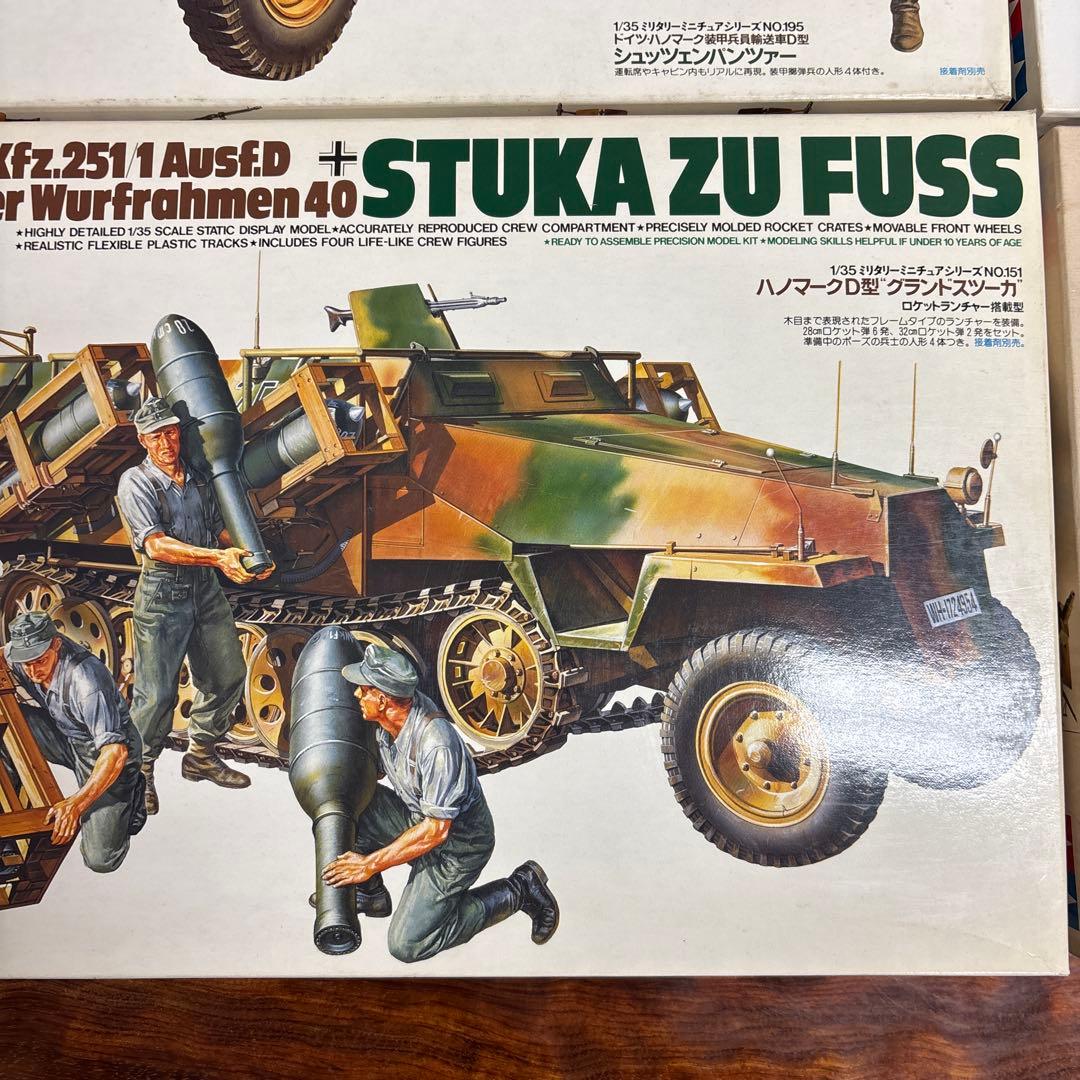 1/35 ミリタリーミニチュアシリーズ NO.195
ドイツ・ハノマーク装甲兵員輸送車D型
シュッツェンパンツァー
運転席やキャビン内もリアルに再現。装甲擲弾兵の人形4体付き。
接着剤別売
Kfz.251/1 Ausf.D
er Wurfrahmen 40
STUKA ZU FUSS
★HIGHLY DETAILED 1/35 SCALE STATIC DISPLAY MODEL★ACCURATELY REPRODUCED CREW COMPARTMENT★PRECISELY MOLDED ROCKET CRATES★MOVABLE FRONT WHEELS
★REALISTIC FLEXIBLE PLASTIC TRACKS★INCLUDES FOUR LIFE-LIKE CREW FIGURES
★READY TO ASSEMBLE PRECISION MODEL KIT★MODELING SKILLS HELPFUL IF UNDER 10 YEARS OF AGE
1/35 ミリタリーミニチュアシリーズ NO.151
ハノマークD型"グランドスツーカ"
ロケットランチャー搭載型
木目まで表現されたフレームタイプのランチャーを装備。
28cmロケット弾6発、32cmロケット弾2発をセット。
準備中のポーズの兵士の人形4体つき。接着剤別売。
WH-1724954